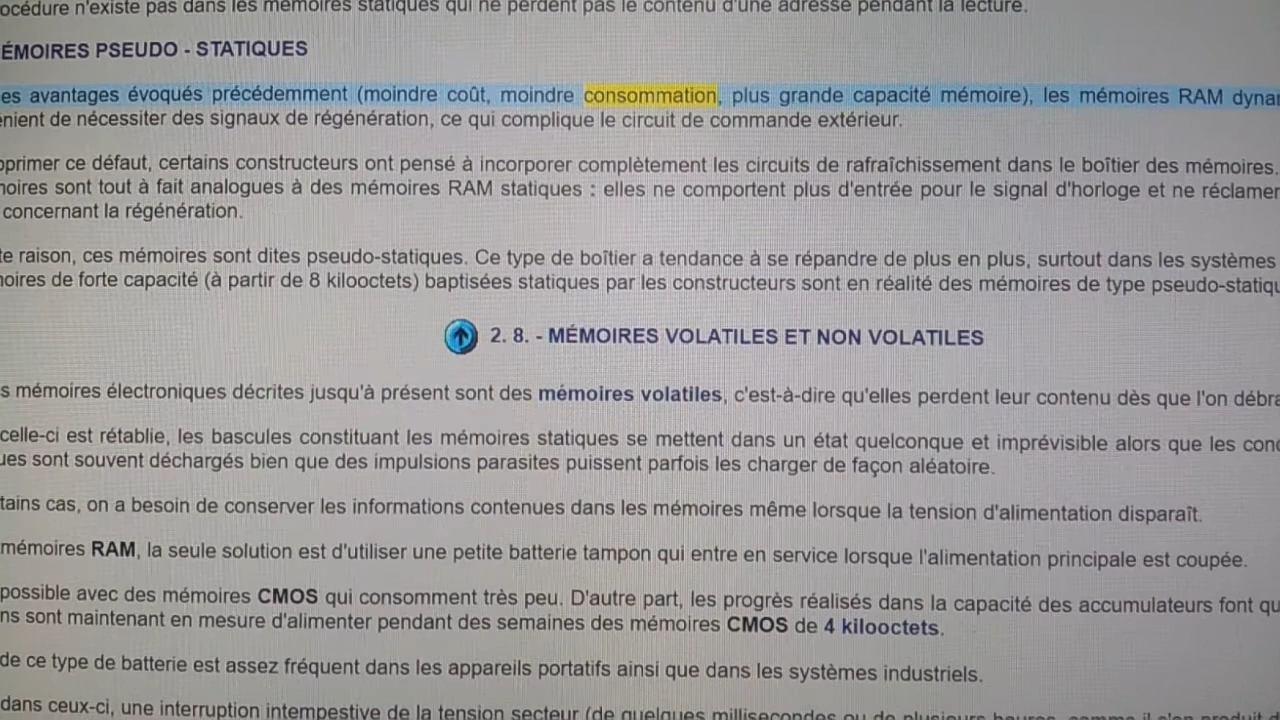 océdure n'existe pas dans les mémoires statiques qui ne perdent pas le contenu d'une adresse pendant la lecture.
ÉMOIRES PSEUDO - STATIQUES
es avantages évoqués précédemment (moindre coût, moindre consommation, plus grande capacité mémoire), les mémoires RAM dynar
énient de nécessiter des signaux de régénération, ce qui complique le circuit de commande extérieur.
pprimer ce défaut, certains constructeurs ont pensé à incorporer complètement les circuits de rafraîchissement dans le boîtier des mémoires.
noires sont tout à fait analogues à des mémoires RAM statiques : elles ne comportent plus d'entrée pour le signal d'horloge et ne réclamer
concernant la régénération.
te raison, ces mémoires sont dites pseudo-statiques. Ce type de boîtier a tendance à se répandre de plus en plus, surtout dans les systèmes
noires de forte capacité (à partir de 8 kilooctets) baptisées statiques par les constructeurs sont en réalité des mémoires de type pseudo-statiqu
2. 8. - MÉMOIRES VOLATILES ET NON VOLATILES
s mémoires électroniques décrites jusqu'à présent sont des mémoires volatiles, c'est-à-dire qu'elles perdent leur contenu dès que l'on débra
celle-ci est rétablie, les bascules constituant les mémoires statiques se mettent dans un état quelconque et imprévisible alors que les cond
ues sont souvent déchargés bien que des impulsions parasites puissent parfois les charger de façon aléatoire.
tains cas, on a besoin de conserver les informations contenues dans les mémoires même lorsque la tension d'alimentation disparaît.
mémoires RAM, la seule solution est d'utiliser une petite batterie tampon qui entre en service lorsque l'alimentation principale est coupée.
possible avec des mémoires CMOS qui consomment très peu. D'autre part, les progrès réalisés dans la capacité des accumulateurs font qu
ns sont maintenant en mesure d'alimenter pendant des semaines des mémoires CMOS de 4 kilooctets.
de ce type de batterie est assez fréquent dans les appareils portatifs ainsi que dans les systèmes industriels.
dans ceux-ci, une interruption intempestive de la tension secteur (de quelques millisecondes ou de plusieurs heures, comme il s'en produit